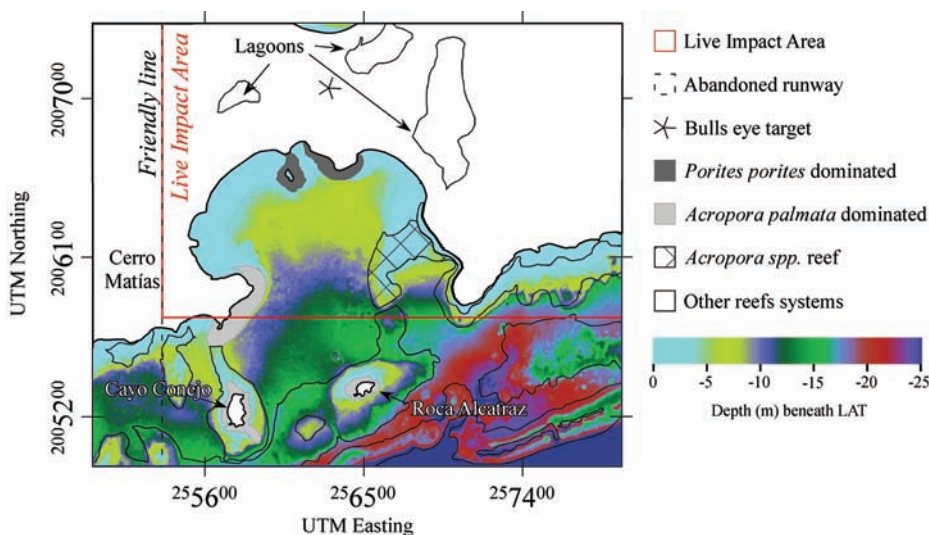 Lagoons
Friendly line
Live Impact Area
Cerro
Matías
Cayo Conejo
Roca Alcatraz
2007000
2006100
2005200
UTM Northing
255600
256500
257400
UTM Easting
Live Impact Area
Abandoned runway
Bulls eye target
Porites porites dominated
Acropora palmata dominated
Acropora spp. reef
Other reefs systems
0 -5 -10 -15 -20 -25
Depth (m) beneath LAT